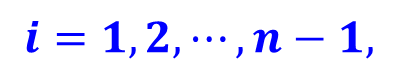 i = 1, 2, ⋯, n − 1,